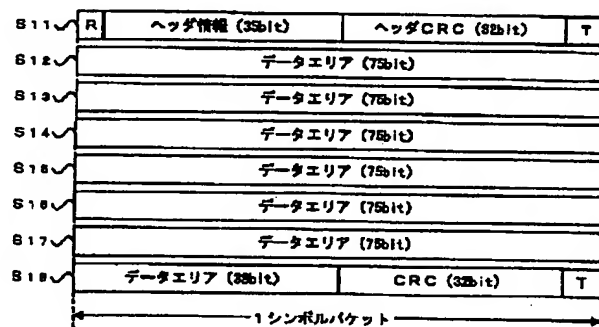 S11 R ヘッダ情報 (35bit) ヘッダCRC (32bit) T
S12 データエリア (75bit)
S13 データエリア (75bit)
S14 データエリア (75bit)
S15 データエリア (75bit)
S16 データエリア (75bit)
S17 データエリア (75bit)
S18 データエリア (38bit) CRC (32bit) T
1シンボルパケット